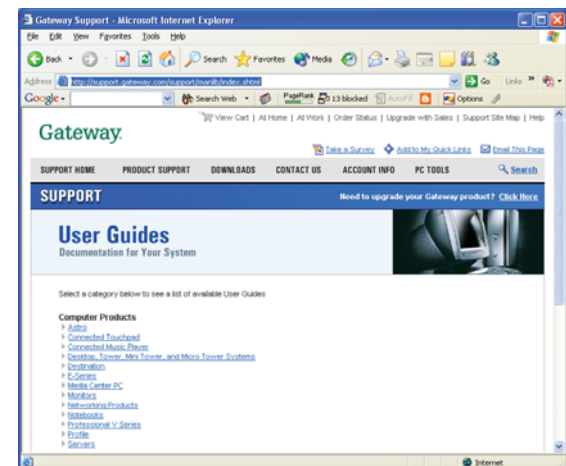 Gateway Support - Microsoft Internet Explorer
File Edit View Favorites Tools Help
Back Search Favorites Media
Address http://support.gateway.com/support/manlib/index.shtml Go Links »
Google Search Web PageRank 13 blocked AutoFill Options
View Cart | At Home | At Work | Order Status | Upgrade with Sales | Support Site Map | Help
Gateway.
Take a Survey Add to My Quick Links Email This Page
SUPPORT HOME PRODUCT SUPPORT DOWNLOADS CONTACT US ACCOUNT INFO PC TOOLS Search
SUPPORT Need to upgrade your Gateway product? Click Here
User Guides
Documentation for Your System
Select a category below to see a list of available User Guides
Computer Products
Astro
Connected Touchpad
Connected Music Player
Desktop, Tower, Mini Tower, and Micro Tower Systems
Destination
E-Series
Media Center PC
Monitors
Networking Products
Notebooks
Professional V Series
Profile
Servers
Internet